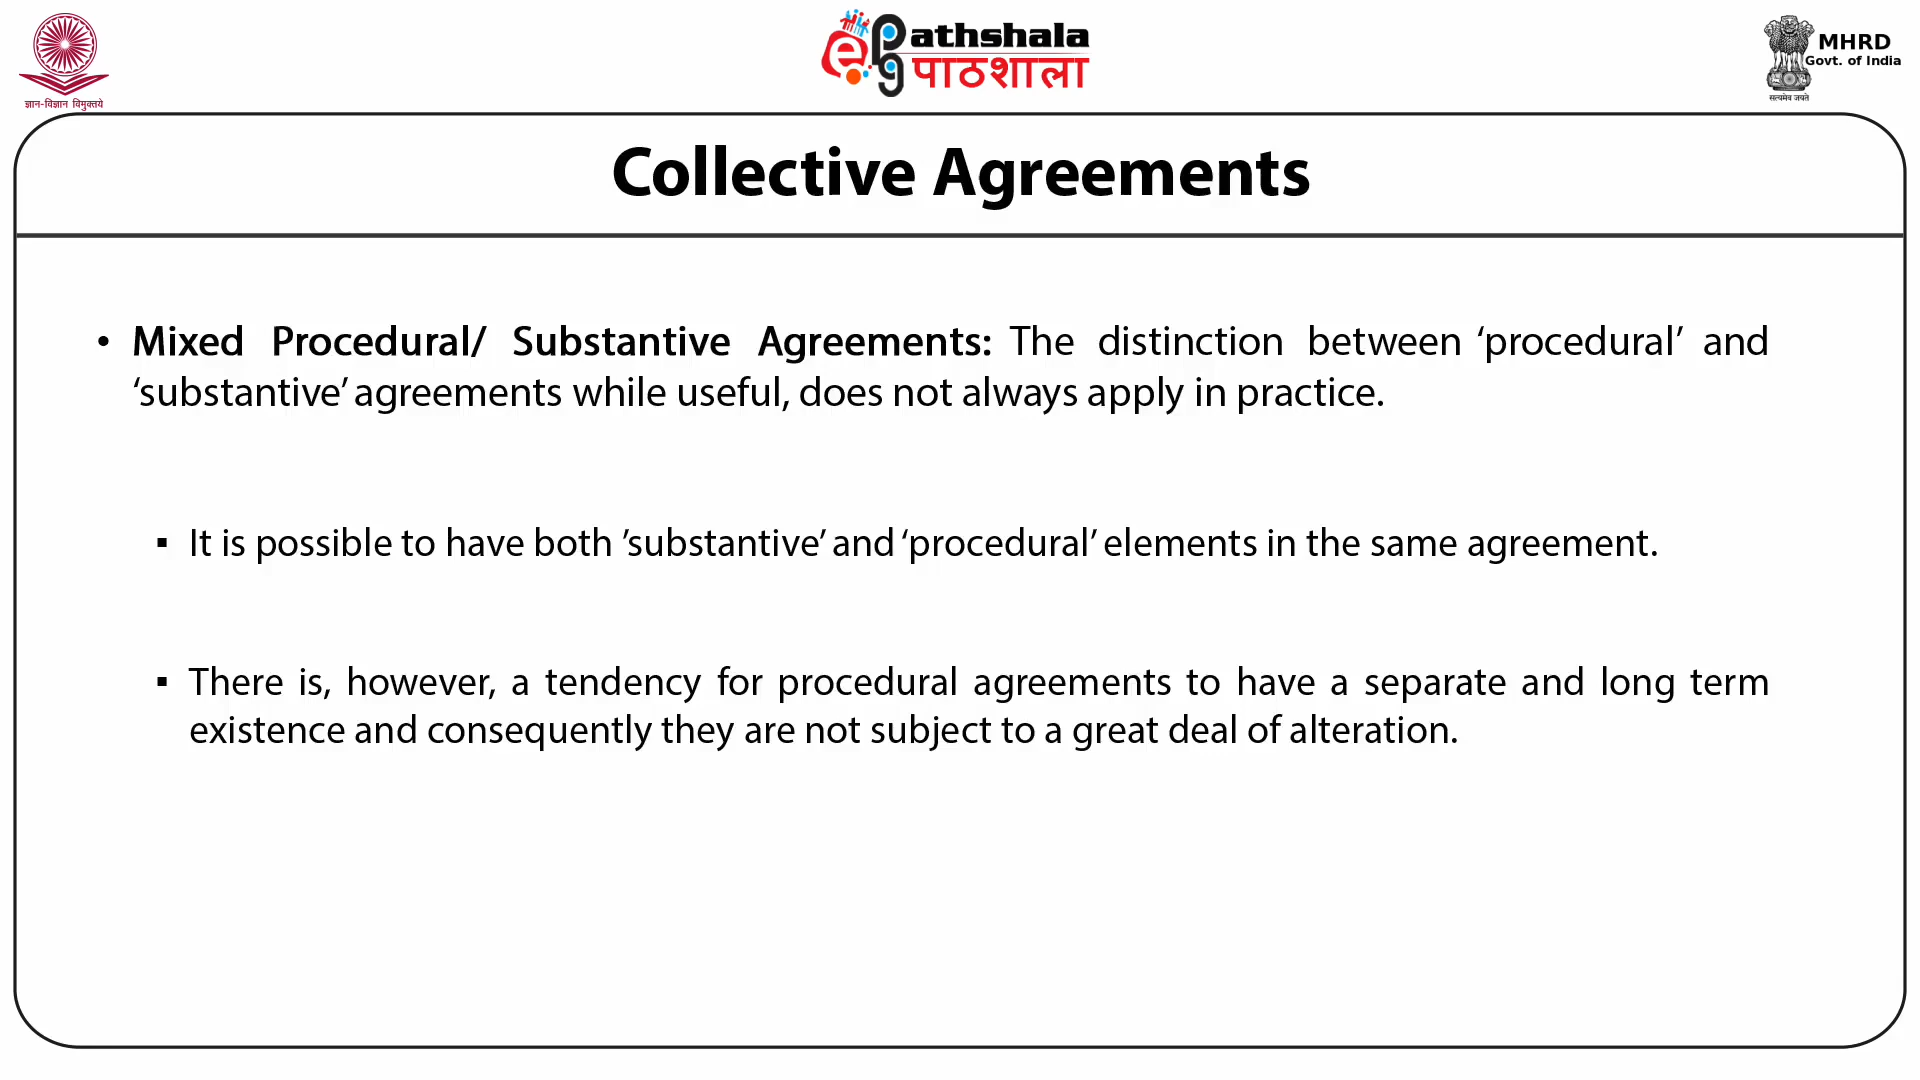 ज्ञान-विज्ञान विमुक्तये
ePathshala
पाठशाला
MHRD
Govt. of India
सत्यमेव जयते
Collective Agreements
• Mixed Procedural/ Substantive Agreements: The distinction between ‘procedural’ and
‘substantive’ agreements while useful, does not always apply in practice.
▪ It is possible to have both ’substantive’ and ‘procedural’ elements in the same agreement.
▪ There is, however, a tendency for procedural agreements to have a separate and long term
existence and consequently they are not subject to a great deal of alteration.